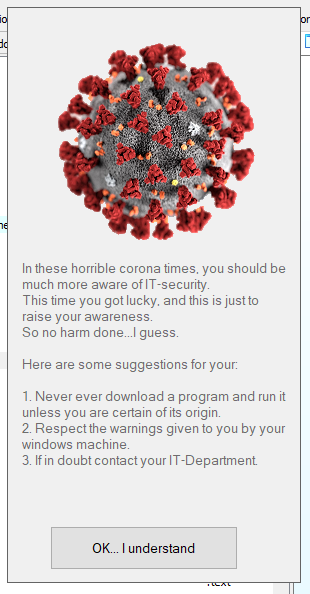 In these horrible corona times, you should be
much more aware of IT-security.
This time you got lucky, and this is just to
raise your awareness.
So no harm done...I guess.
Here are some suggestions for your:
1. Never ever download a program and run it
unless you are certain of its origin.
2. Respect the warnings given to you by your
windows machine.
3. If in doubt contact your IT-Department.
OK... I understand
.text